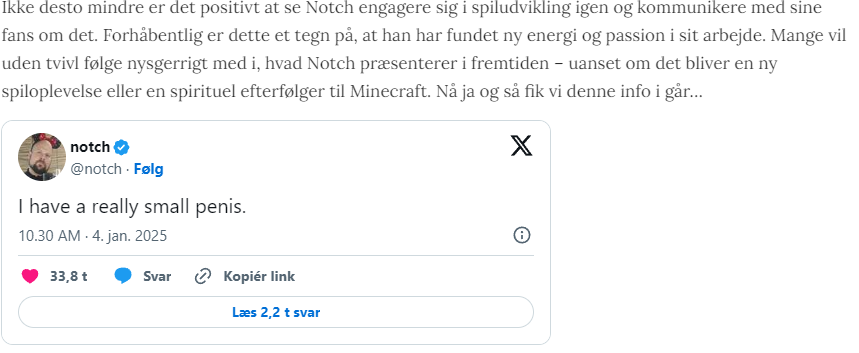 Ikke desto mindre er det positivt at se Notch engagere sig i spiludvikling igen og kommunikere med sine
fans om det. Forhåbentlig er dette et tegn på, at han har fundet ny energi og passion i sit arbejde. Mange vil
uden tvivl følge nysgerrigt med i, hvad Notch præsenterer i fremtiden – uanset om det bliver en ny
spiloplevelse eller en spirituel efterfølger til Minecraft. Nå ja og så fik vi denne info i går...
notch
@notch · Følg
I have a really small penis.
10.30 AM · 4. jan. 2025
33,8 t Svar Kopiér link
Læs 2,2 t svar